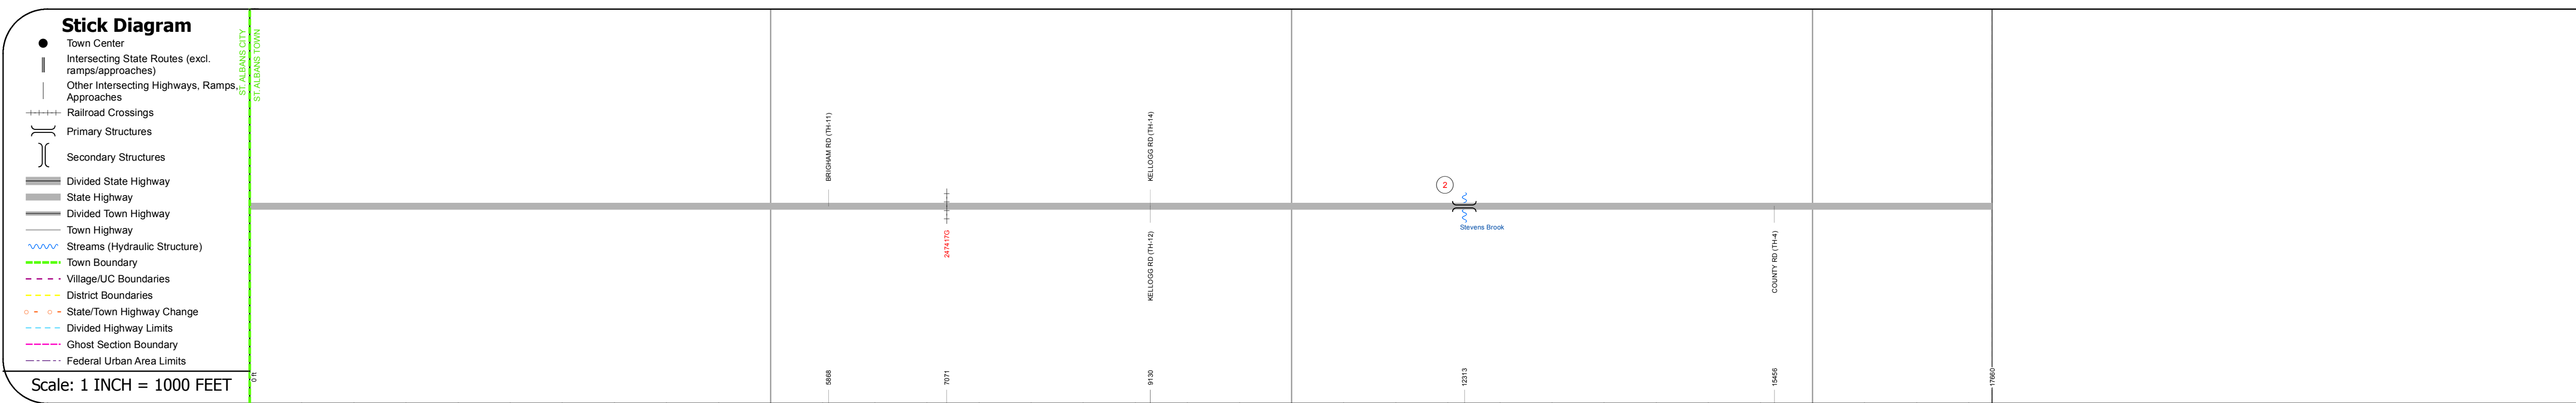 Stick Diagram
Town Center
Intersecting State Routes (excl.
ramps/approaches)
Other Intersecting Highways, Ramps,
Approaches
Railroad Crossings
Primary Structures
Secondary Structures
Divided State Highway
State Highway
Divided Town Highway
Town Highway
Streams (Hydraulic Structure)
Town Boundary
Village/UC Boundaries
District Boundaries
State/Town Highway Change
Divided Highway Limits
Ghost Section Boundary
Federal Urban Area Limits
Scale: 1 INCH = 1000 FEET
ST. ALBANS CITY
ST. ALBANS TOWN
BRIGHAM RD (TH-11)
247417G
KELLOGG RD (TH-14)
KELLOGG RD (TH-12)
2
Stevens Brook
COUNTY RD (TH-4)
0 ft
5868
7071
9130
12313
15456
17660